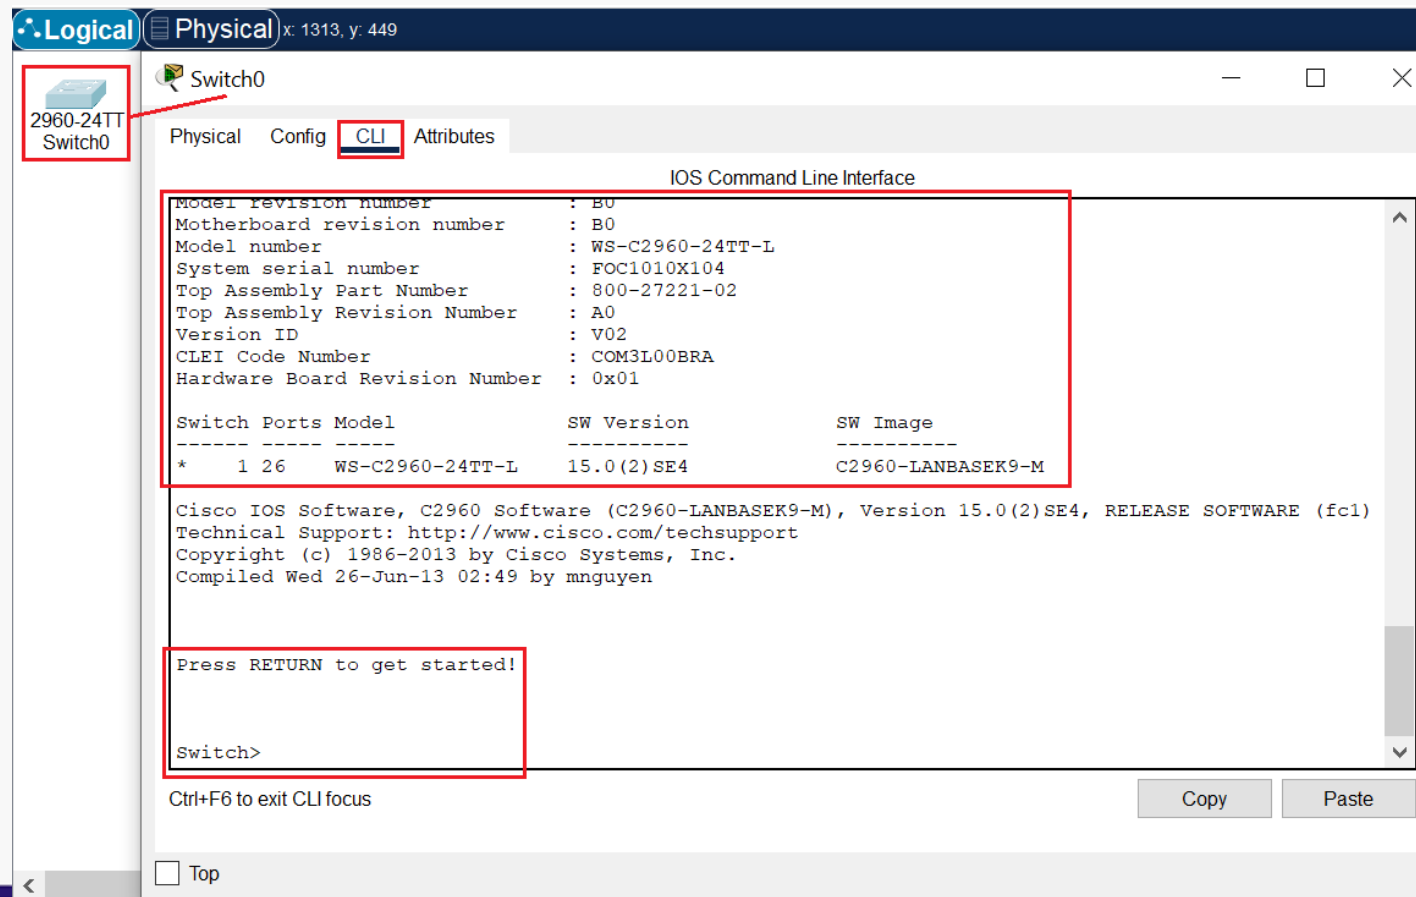 Logical Physical x: 1313, y: 449
2960-24TT
Switch0
Switch0
Physical Config CLI Attributes
IOS Command Line Interface
Model revision number : B0
Motherboard revision number : B0
Model number : WS-C2960-24TT-L
System serial number : FOC1010X104
Top Assembly Part Number : 800-27221-02
Top Assembly Revision Number : A0
Version ID : V02
CLEI Code Number : COM3L00BRA
Hardware Board Revision Number : 0x01
Switch Ports Model SW Version SW Image
------ ----- ----- ---------- ----------
* 1 26 WS-C2960-24TT-L 15.0(2)SE4 C2960-LANBASEK9-M
Cisco IOS Software, C2960 Software (C2960-LANBASEK9-M), Version 15.0(2)SE4, RELEASE SOFTWARE (fc1)
Technical Support: http://www.cisco.com/techsupport
Copyright (c) 1986-2013 by Cisco Systems, Inc.
Compiled Wed 26-Jun-13 02:49 by mnguyen
Press RETURN to get started!
Switch>
Ctrl+F6 to exit CLI focus
Copy Paste
Top